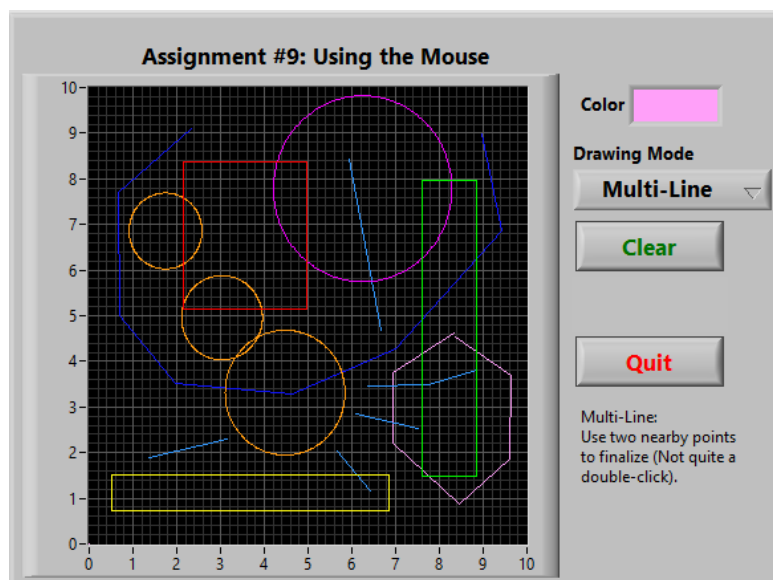 Assignment #9: Using the Mouse
Color
Drawing Mode
Multi-Line
Clear
Quit
Multi-Line:
Use two nearby points
to finalize (Not quite a
double-click).
10
9
8
7
6
5
4
3
2
1
0
0 1 2 3 4 5 6 7 8 9 10